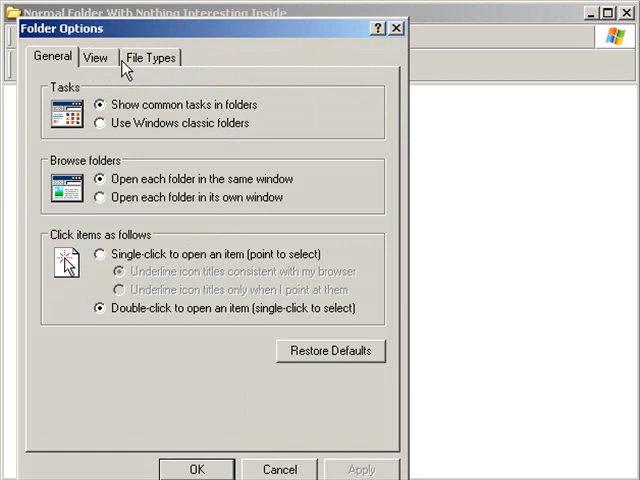 Normal Folder With Nothing Interesting Inside
Folder Options
General
View
File Types
Tasks
Show common tasks in folders
Use Windows classic folders
Browse folders
Open each folder in the same window
Open each folder in its own window
Click items as follows
Single-click to open an item (point to select)
Underline icon titles consistent with my browser
Underline icon titles only when I point at them
Double-click to open an item (single-click to select)
Restore Defaults
OK
Cancel
Apply